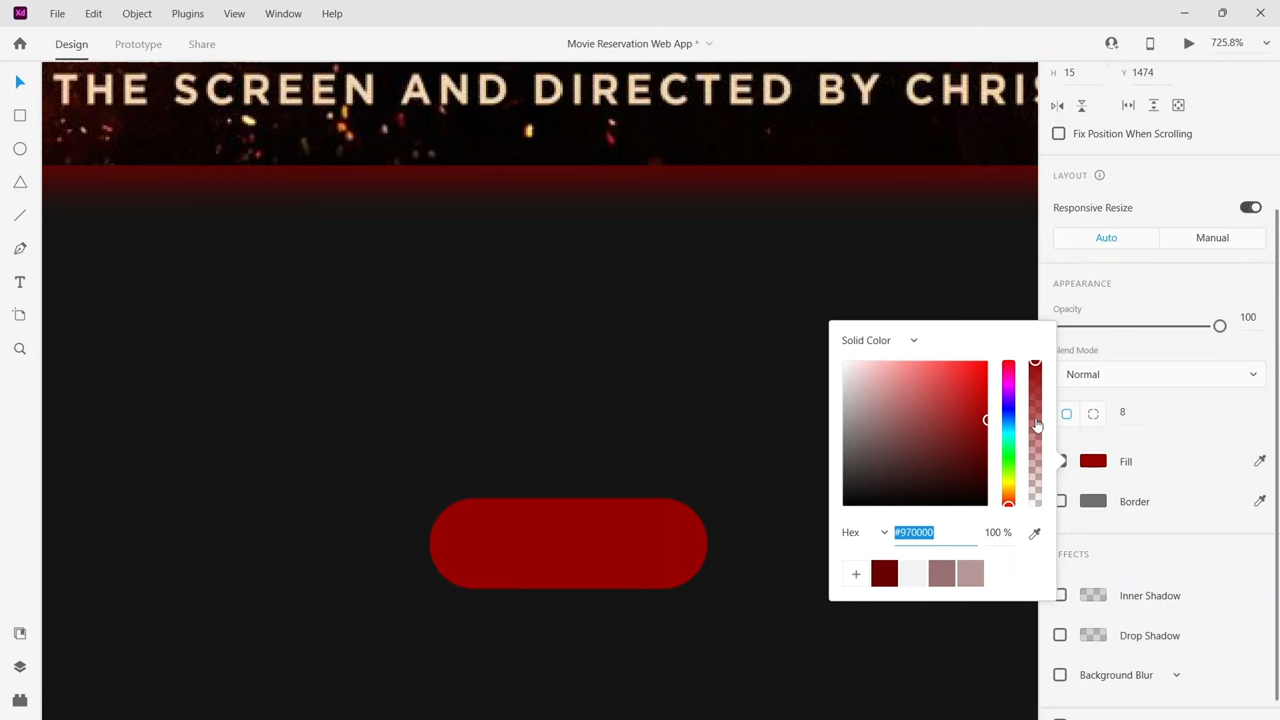 Xd File Edit Object Plugins View Window Help
Design Prototype Share Movie Reservation Web App * 725.8%
THE SCREEN AND DIRECTED BY CHRIS
H 15 Y 1474
Fix Position When Scrolling
LAYOUT
Responsive Resize
Auto Manual
APPEARANCE
Opacity
100
Solid Color
Blend Mode
Normal
8
Fill
Border
Hex #970000 100 %
EFFECTS
+
Inner Shadow
Drop Shadow
Background Blur